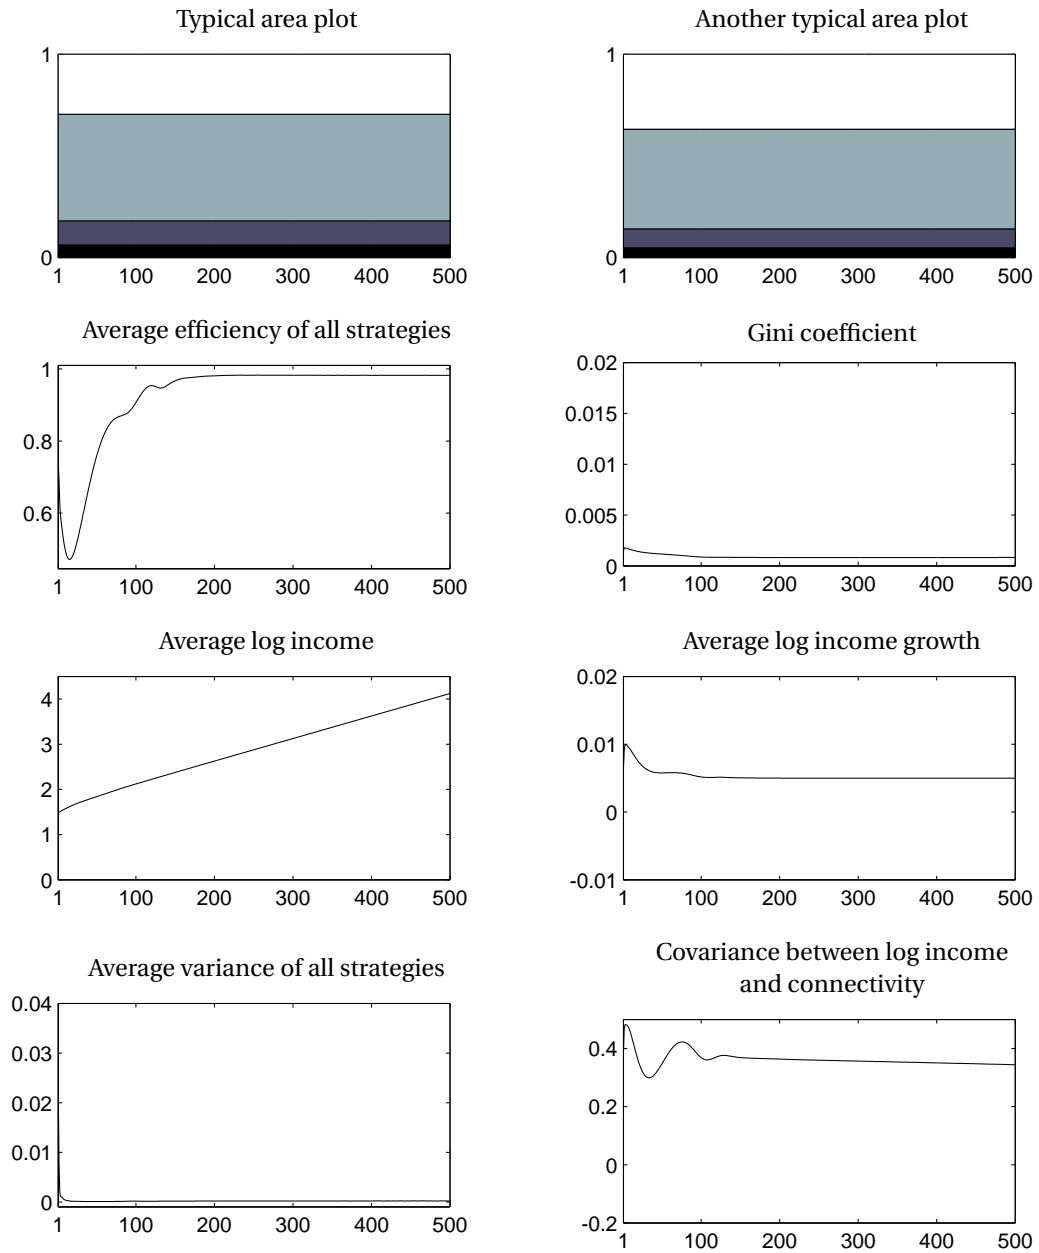 Typical area plot
1
0
1 100 200 300 400 500
Another typical area plot
1
0
1 100 200 300 400 500
Average efficiency of all strategies
1
0.8
0.6
1 100 200 300 400 500
Gini coefficient
0.02
0.015
0.01
0.005
0
1 100 200 300 400 500
Average log income
4
3
2
1
0
1 100 200 300 400 500
Average log income growth
0.02
0.01
0
-0.01
1 100 200 300 400 500
Average variance of all strategies
0.04
0.03
0.02
0.01
0
1 100 200 300 400 500
Covariance between log income
and connectivity
0.4
0.2
0
-0.2
1 100 200 300 400 500